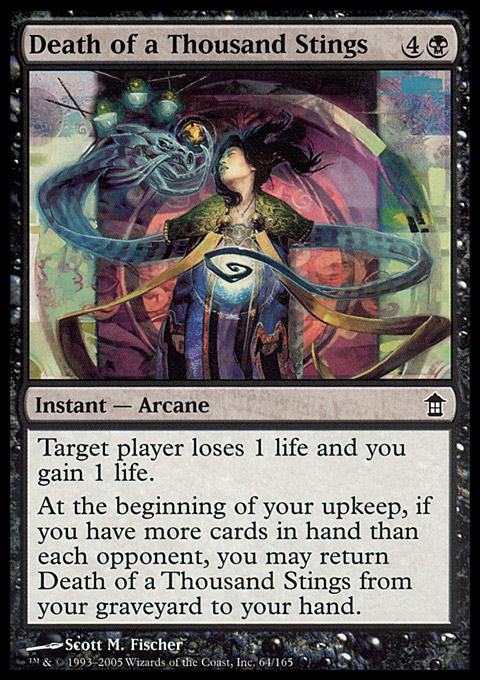 Death of a Thousand Stings 4
Instant — Arcane
Target player loses 1 life and you
gain 1 life.
At the beginning of your upkeep, if
you have more cards in hand than
each opponent, you may return
Death of a Thousand Stings from
your graveyard to your hand.
Scott M. Fischer
™ & © 1993–2005 Wizards of the Coast, Inc. 64/165